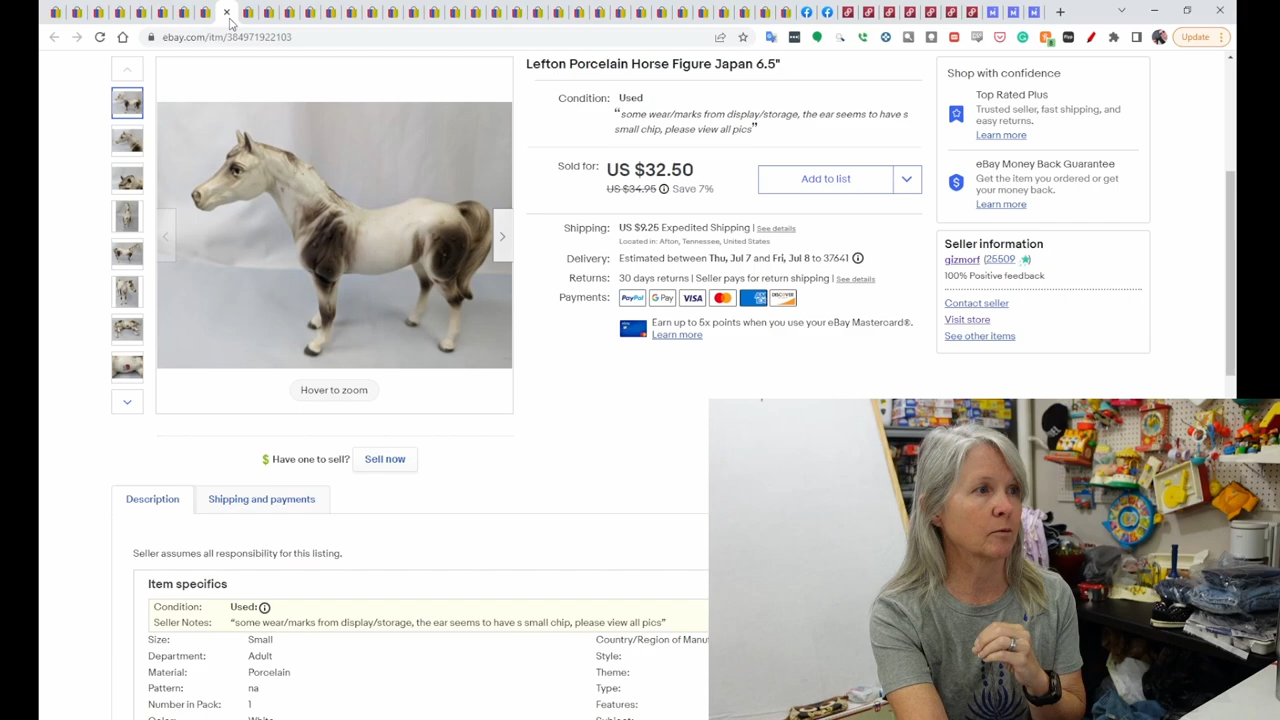 ebay.com/itm/384971922103
Update
Lefton Porcelain Horse Figure Japan 6.5"
Condition: Used
"some wear/marks from display/storage, the ear seems to have s
small chip, please view all pics"
Sold for: US $32.50
US $34.95 Save 7%
Add to list
Shipping: US $9.25 Expedited Shipping | See details
Located in: Afton, Tennessee, United States
Delivery: Estimated between Thu, Jul 7 and Fri, Jul 8 to 37641
Returns: 30 days returns | Seller pays for return shipping | See details
Payments: PayPal G Pay VISA DISCOVER
Earn up to 5x points when you use your eBay Mastercard®.
Learn more
Shop with confidence
Top Rated Plus
Trusted seller, fast shipping, and
easy returns.
Learn more
eBay Money Back Guarantee
Get the item you ordered or get
your money back.
Learn more
Seller information
gizmorf (25509)
100% Positive feedback
Contact seller
Visit store
See other items
Hover to zoom
Have one to sell? Sell now
Description Shipping and payments
Seller assumes all responsibility for this listing.
Item specifics
Condition: Used:
Seller Notes: "some wear/marks from display/storage, the ear seems to have s small chip, please view all pics"
Size: Small Country/Region of Manuf
Department: Adult Style:
Material: Porcelain Theme:
Pattern: na Type:
Number in Pack: 1 Features: